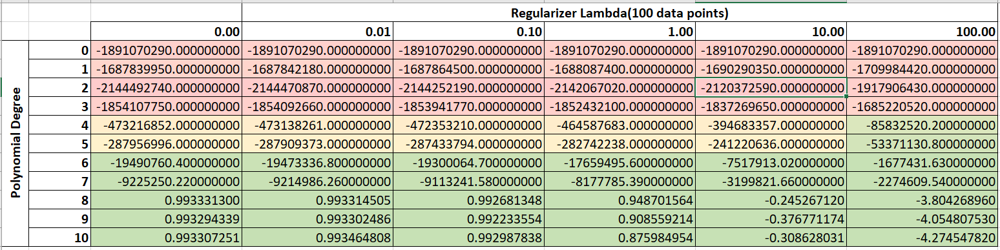 Regularizer Lambda(100 data points)
0.00 0.01 0.10 1.00 10.00 100.00
Polynomial Degree
0 -1891070290.000000000 -1891070290.000000000 -1891070290.000000000 -1891070290.000000000 -1891070290.000000000 -1891070290.000000000
1 -1687839950.000000000 -1687842180.000000000 -1687864500.000000000 -1688087400.000000000 -1690290350.000000000 -1709984420.000000000
2 -2144492740.000000000 -2144470870.000000000 -2144252190.000000000 -2142067020.000000000 -2120372590.000000000 -1917906430.000000000
3 -1854107750.000000000 -1854092660.000000000 -1853941770.000000000 -1852432100.000000000 -1837269650.000000000 -1685220520.000000000
4 -473216852.000000000 -473138261.000000000 -472353210.000000000 -464587683.000000000 -394683357.000000000 -85832520.200000000
5 -287956996.000000000 -287909373.000000000 -287433794.000000000 -282742238.000000000 -241220636.000000000 -53371130.800000000
6 -19490760.400000000 -19473336.800000000 -19300064.700000000 -17659495.600000000 -7517913.020000000 -1677431.630000000
7 -9225250.220000000 -9214986.260000000 -9113241.580000000 -8177785.390000000 -3199821.660000000 -2274609.540000000
8 0.993331300 0.993314505 0.992681348 0.948701564 -0.245267120 -3.804268960
9 0.993294339 0.993302486 0.992233554 0.908559214 -0.376771174 -4.054807530
10 0.993307251 0.993464808 0.992987838 0.875984954 -0.308628031 -4.274547820